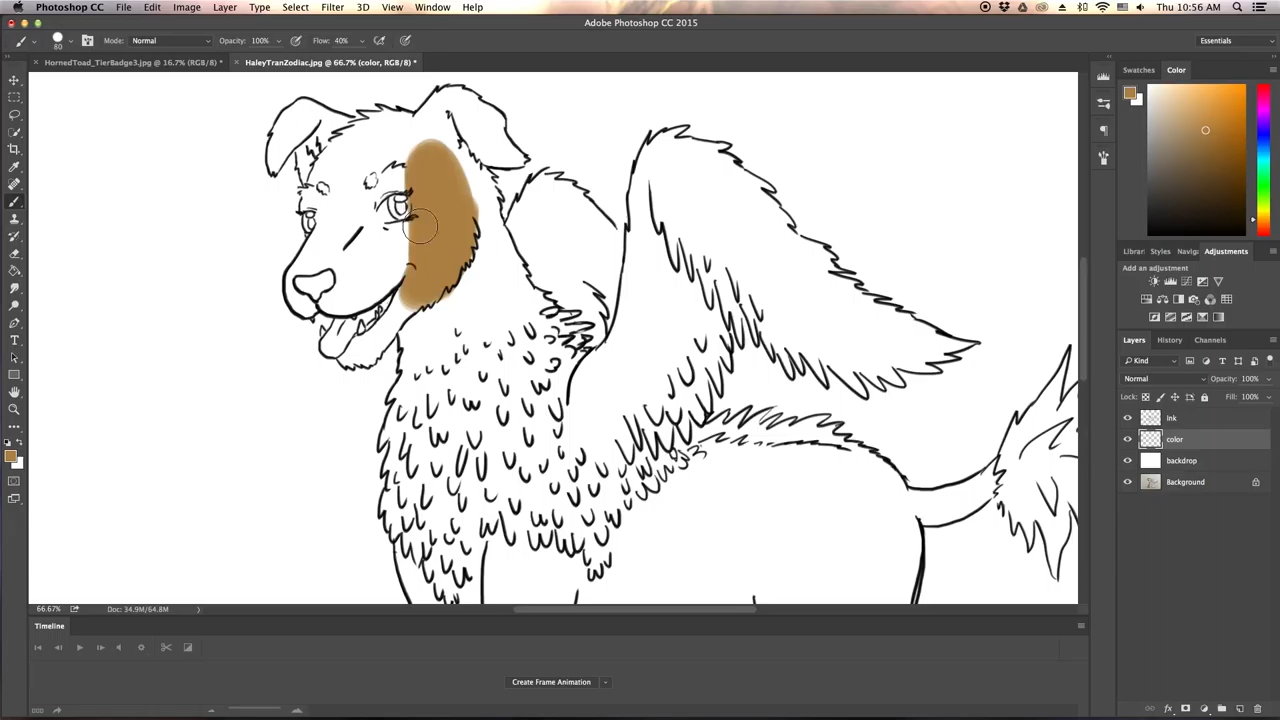 Photoshop CC File Edit Image Layer Type Select Filter 3D View Window Help 100% Thu 10:56 AM
Adobe Photoshop CC 2015
80 Mode: Normal Opacity: 100% Flow: 40% Essentials
× HornedToad_TierBadge3.jpg @ 16.7% (RGB/8) * × HaleyTranZodiac.jpg @ 66.7% (color, RGB/8) *
Swatches Color
Librar Styles Naviga Adjustments
Add an adjustment
Layers History Channels
Kind
Normal Opacity: 100%
Lock: Fill: 100%
Ink
color
backdrop
Background
66.67% Doc: 34.9M/64.8M
Timeline
Create Frame Animation